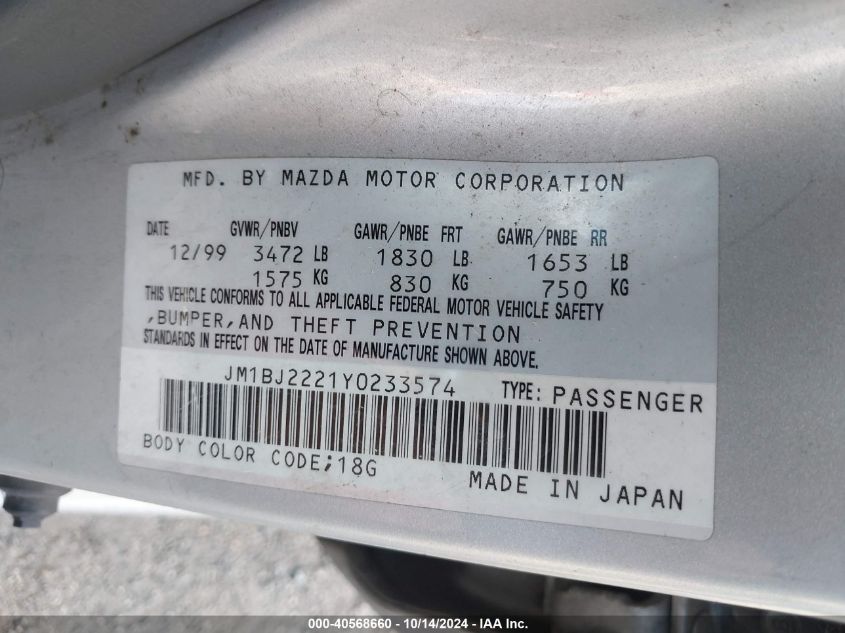 MFD. BY MAZDA MOTOR CORPORATION
DATE GVWR/PNBV GAWR/PNBE FRT GAWR/PNBE RR
12/99 3472 LB 1830 LB 1653 LB
1575 KG 830 KG 750 KG
THIS VEHICLE CONFORMS TO ALL APPLICABLE FEDERAL MOTOR VEHICLE SAFETY
,BUMPER,AND THEFT PREVENTION
STANDARDS IN EFFECT ON THE DATE OF MANUFACTURE SHOWN ABOVE.
JM1BJ2221Y0233574 TYPE: PASSENGER
BODY COLOR CODE;18G
MADE IN JAPAN
000-40568660 - 10/14/2024 - IAA Inc.